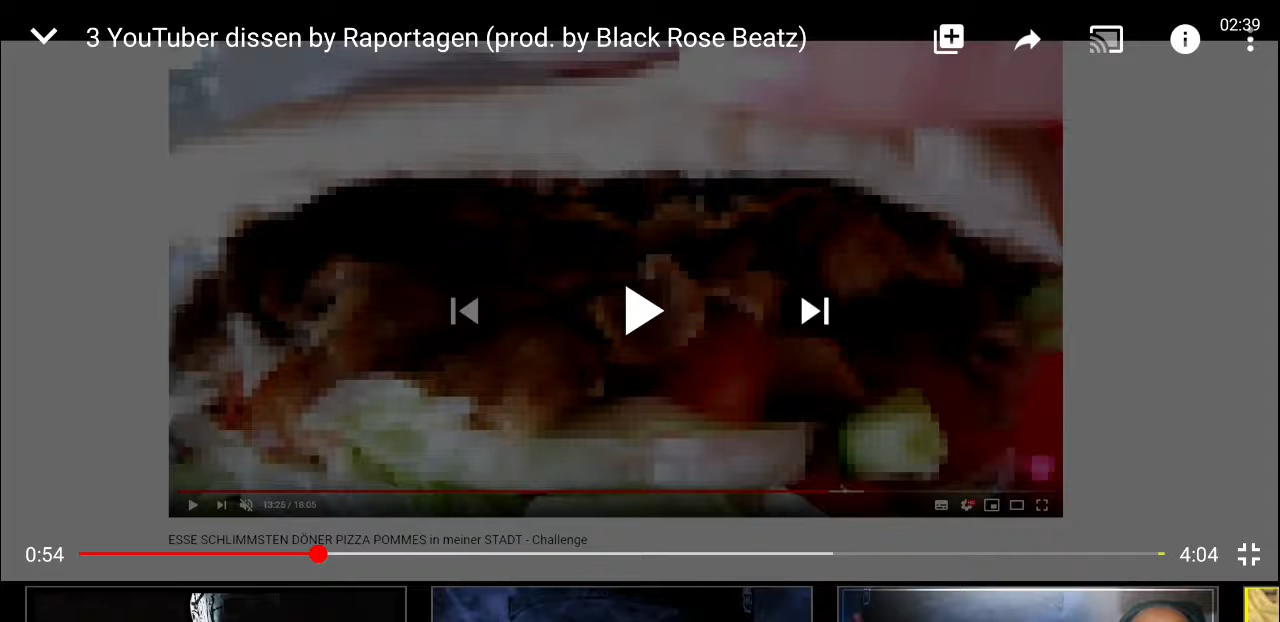 02:39
3 YouTuber dissen by Raportagen (prod. by Black Rose Beatz)
13:25 / 18:05
ESSE SCHLIMMSTEN DÖNER PIZZA POMMES in meiner STADT - Challenge
0:54
4:04